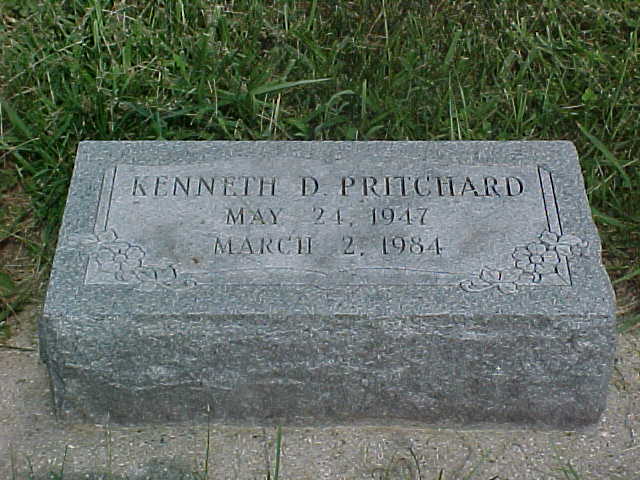 KENNETH D. PRITCHARD
MAY 24, 1947
MARCH 2, 1984